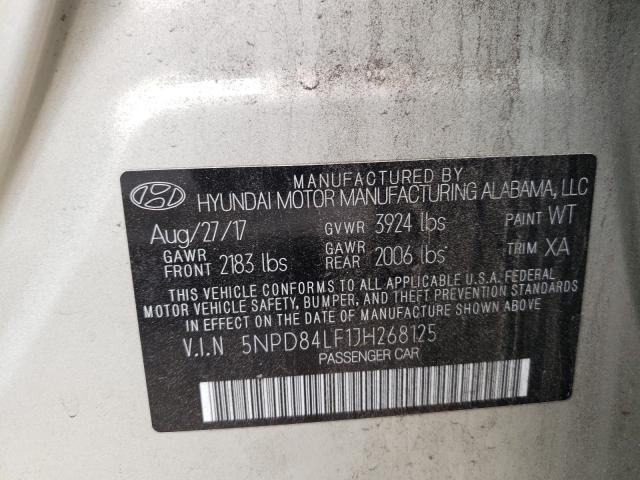 MANUFACTURED BY
HYUNDAI MOTOR MANUFACTURING ALABAMA, LLC
Aug/27/17 GVWR 3924 lbs PAINT WT
GAWR FRONT 2183 lbs GAWR REAR 2006 lbs TRIM XA
THIS VEHICLE CONFORMS TO ALL APPLICABLE U.S.A. FEDERAL
MOTOR VEHICLE SAFETY, BUMPER, AND THEFT PREVENTION STANDARDS
IN EFFECT ON THE DATE OF MANUFACTURE SHOWN ABOVE
V.I.N 5NPD84LF1JH268125
PASSENGER CAR